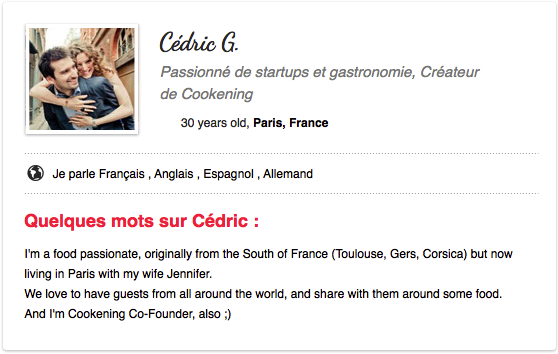 Cédric G.
Passionné de startups et gastronomie, Créateur
de Cookening
30 years old, Paris, France
Je parle Français , Anglais , Espagnol , Allemand
Quelques mots sur Cédric :
I'm a food passionate, originally from the South of France (Toulouse, Gers, Corsica) but now
living in Paris with my wife Jennifer.
We love to have guests from all around the world, and share with them around some food.
And I'm Cookening Co-Founder, also ;)